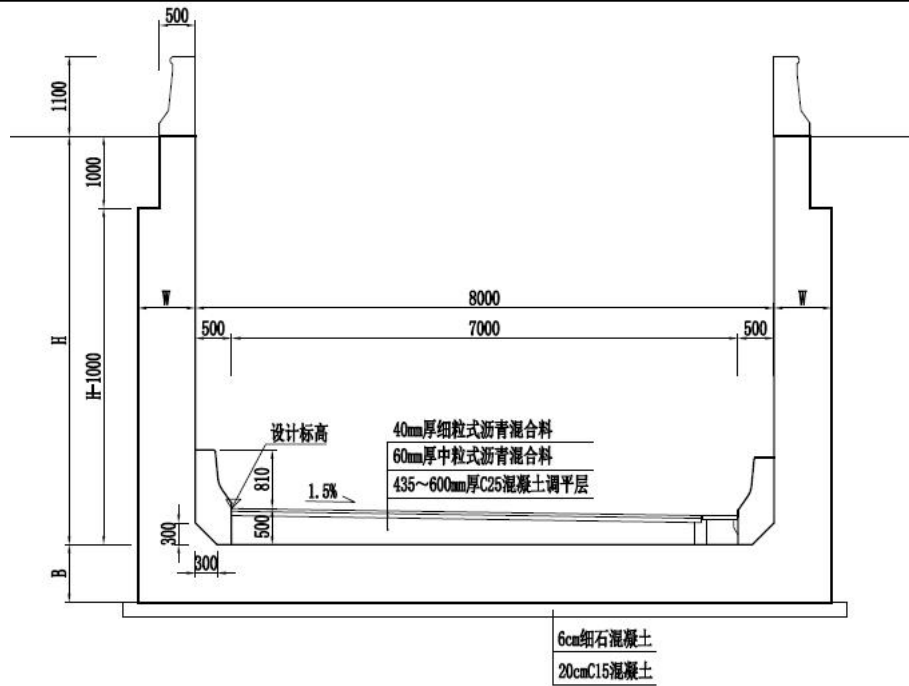 500
1100
1000
W
8000
W
500
7000
500
H
H-1000
设计标高
40mm厚细粒式沥青混合料
60mm厚中粒式沥青混合料
435～600mm厚C25混凝土调平层
810
1.5%
500
300
300
B
6cm细石混凝土
20cmC15混凝土